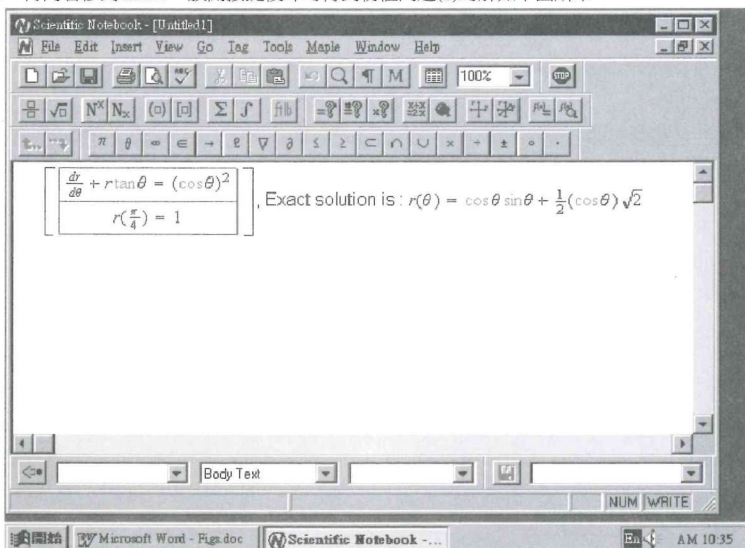 Scientific Notebook - [Untitled1]
File Edit Insert View Go Tag Tools Maple Window Help
100% STOP
dr/dθ + r tan θ = (cos θ)²
r(π/4) = 1
, Exact solution is : r(θ) = cos θ sin θ + 1/2 (cos θ) √2
Body Text
NUM WRITE
開始 Microsoft Word - Figs.doc Scientific Notebook -... En AM 10:35